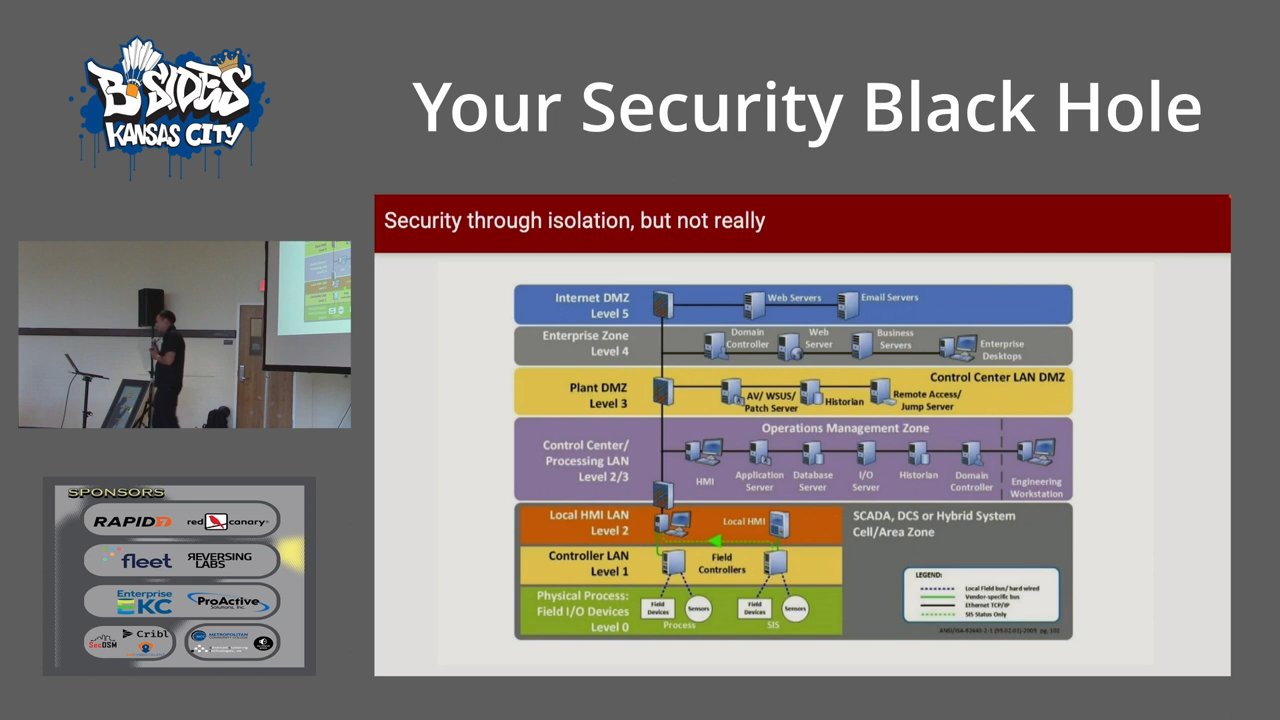 B·SIDES
KANSAS CITY
Your Security Black Hole
Security through isolation, but not really
Internet DMZ
Level 5
Web Servers
Email Servers
Enterprise Zone
Level 4
Domain
Controller
Web
Server
Business
Servers
Enterprise
Desktops
Plant DMZ
Level 3
Control Center LAN DMZ
AV/ WSUS/
Patch Server
Historian
Remote Access/
Jump Server
Operations Management Zone
Control Center/
Processing LAN
Level 2/3
HMI
Application
Server
Database
Server
I/O
Server
Historian
Domain
Controller
Engineering
Workstation
Local HMI LAN
Level 2
Local HMI
SCADA, DCS or Hybrid System
Cell/Area Zone
Controller LAN
Level 1
Field
Controllers
Physical Process:
Field I/O Devices
Level 0
Field
Devices
Sensors
Process
Field
Devices
Sensors
SIS
LEGEND:
Local Field bus/ hard wired
Vender-specific bus
Ethernet TCP/IP
SIS Status Only
SPONSORS
RAPID7
red canary
fleet
REVERSING
LABS
Enterprise
KC
ProActive
Solutions, Inc.
SecDSM
Cribl
METROPOLITAN